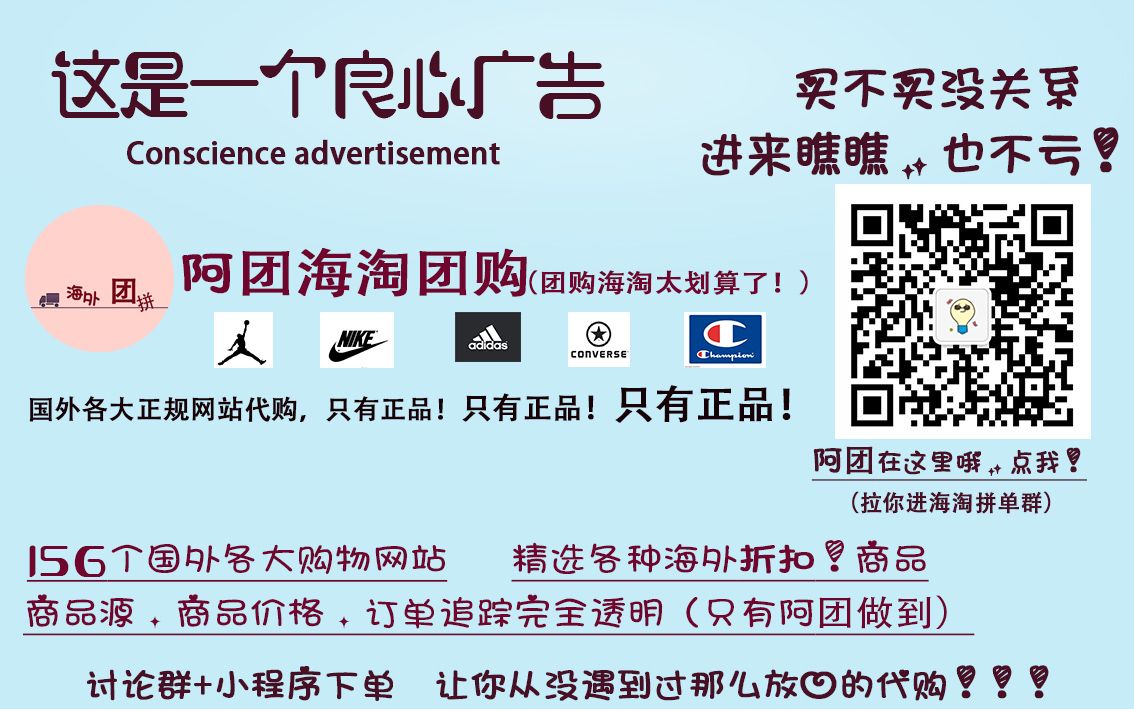 这是一个良心广告
Conscience advertisement
买不买没关系
进来瞧瞧，也不亏！
海外团拼
阿团海淘团购（团购海淘太划算了！）
NIKE
adidas
CONVERSE
Champion
国外各大正规网站代购，只有正品！只有正品！只有正品！
阿团在这里哦，点我！
（拉你进海淘拼单群）
156个国外各大购物网站 精选各种海外折扣！商品
商品源．商品价格．订单追踪完全透明（只有阿团做到）
讨论群+小程序下单 让你从没遇到过那么放心的代购！！！